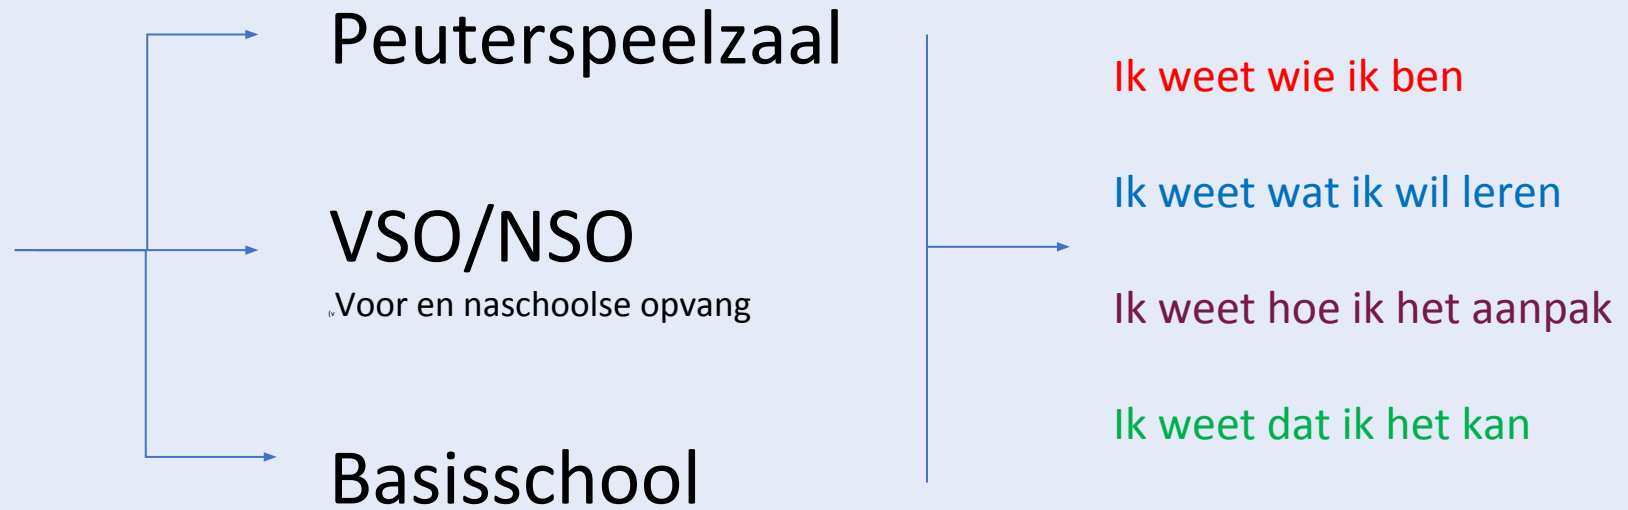 Peuterspeelzaal
VSO/NSO
(vVoor en naschoolse opvang
Basisschool
Ik weet wie ik ben
Ik weet wat ik wil leren
Ik weet hoe ik het aanpak
Ik weet dat ik het kan